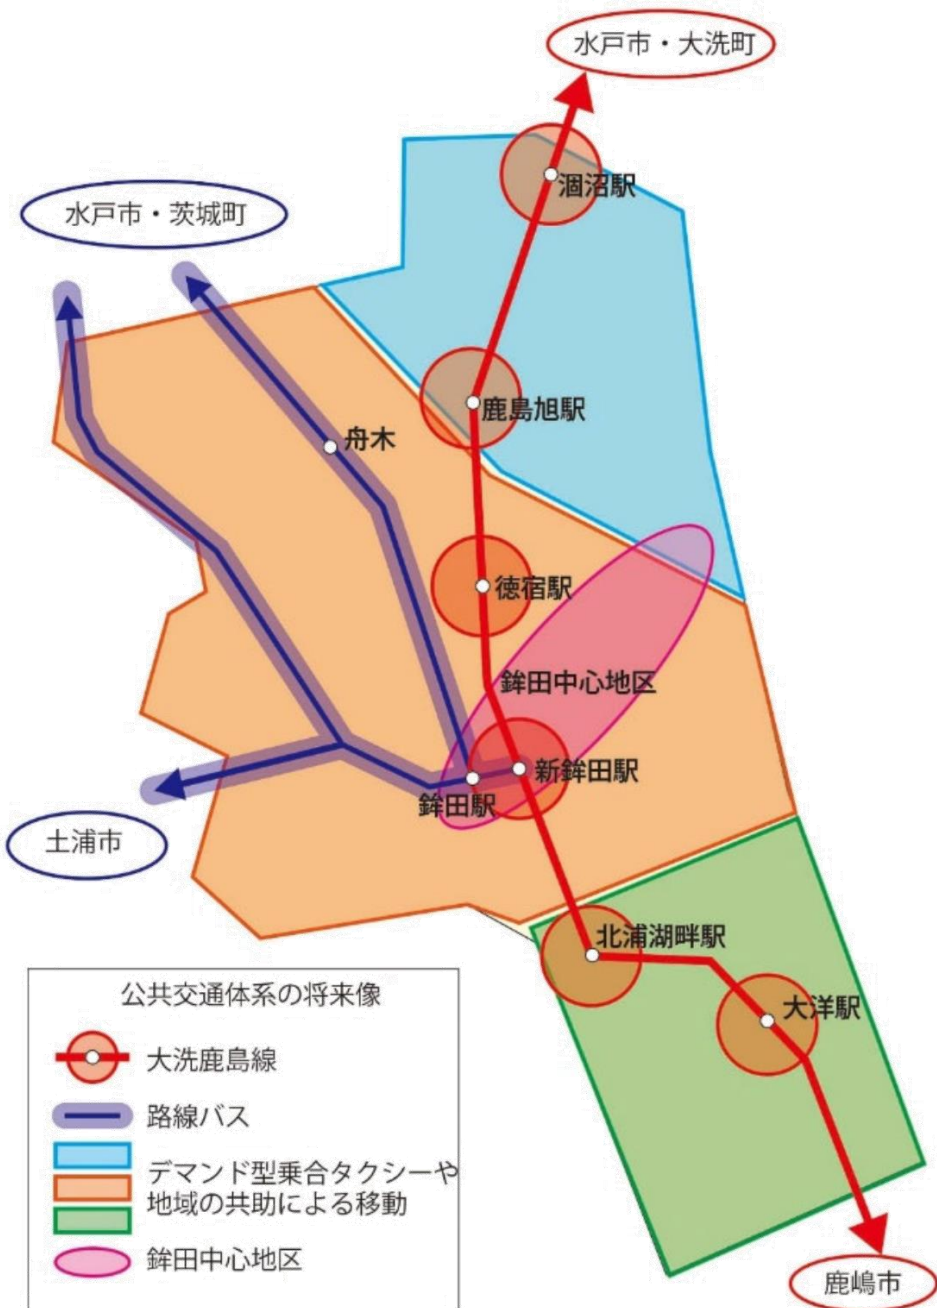 水戸市・大洗町
涸沼駅
水戸市・茨城町
鹿島旭駅
舟木
徳宿駅
鉾田中心地区
新鉾田駅
鉾田駅
土浦市
北浦湖畔駅
大洋駅
鹿嶋市
公共交通体系の将来像
大洗鹿島線
路線バス
デマンド型乗合タクシーや
地域の共助による移動
鉾田中心地区